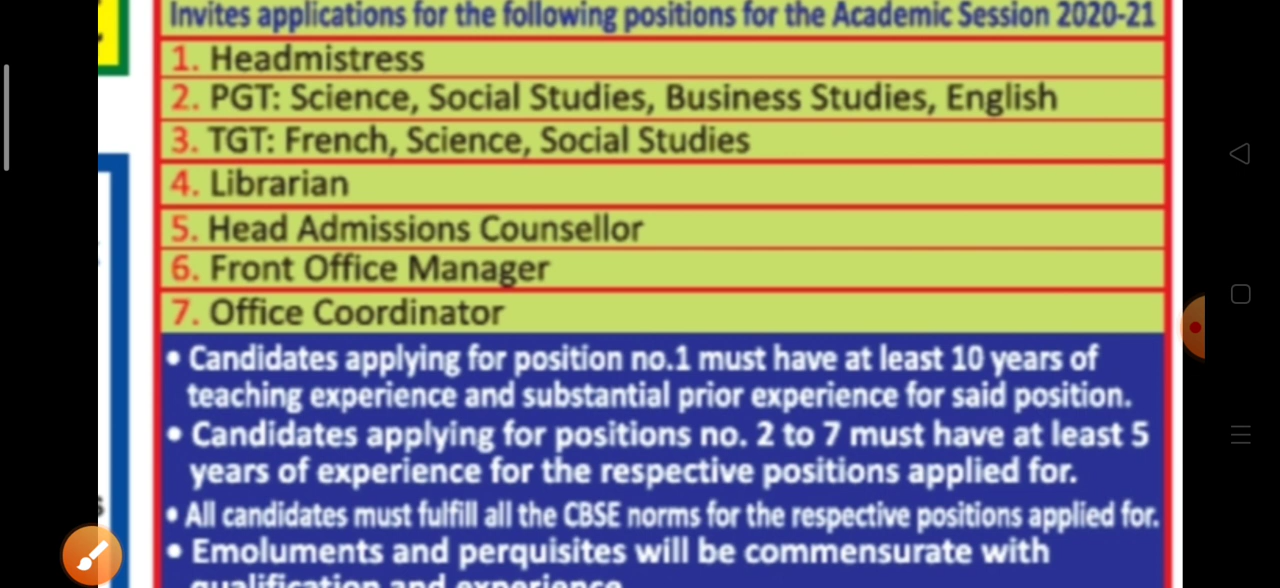 Invites applications for the following positions for the Academic Session 2020-21
1. Headmistress
2. PGT: Science, Social Studies, Business Studies, English
3. TGT: French, Science, Social Studies
4. Librarian
5. Head Admissions Counsellor
6. Front Office Manager
7. Office Coordinator
• Candidates applying for position no.1 must have at least 10 years of
teaching experience and substantial prior experience for said position.
• Candidates applying for positions no. 2 to 7 must have at least 5
years of experience for the respective positions applied for.
• All candidates must fulfill all the CBSE norms for the respective positions applied for.
• Emoluments and perquisites will be commensurate with
qualification and experience